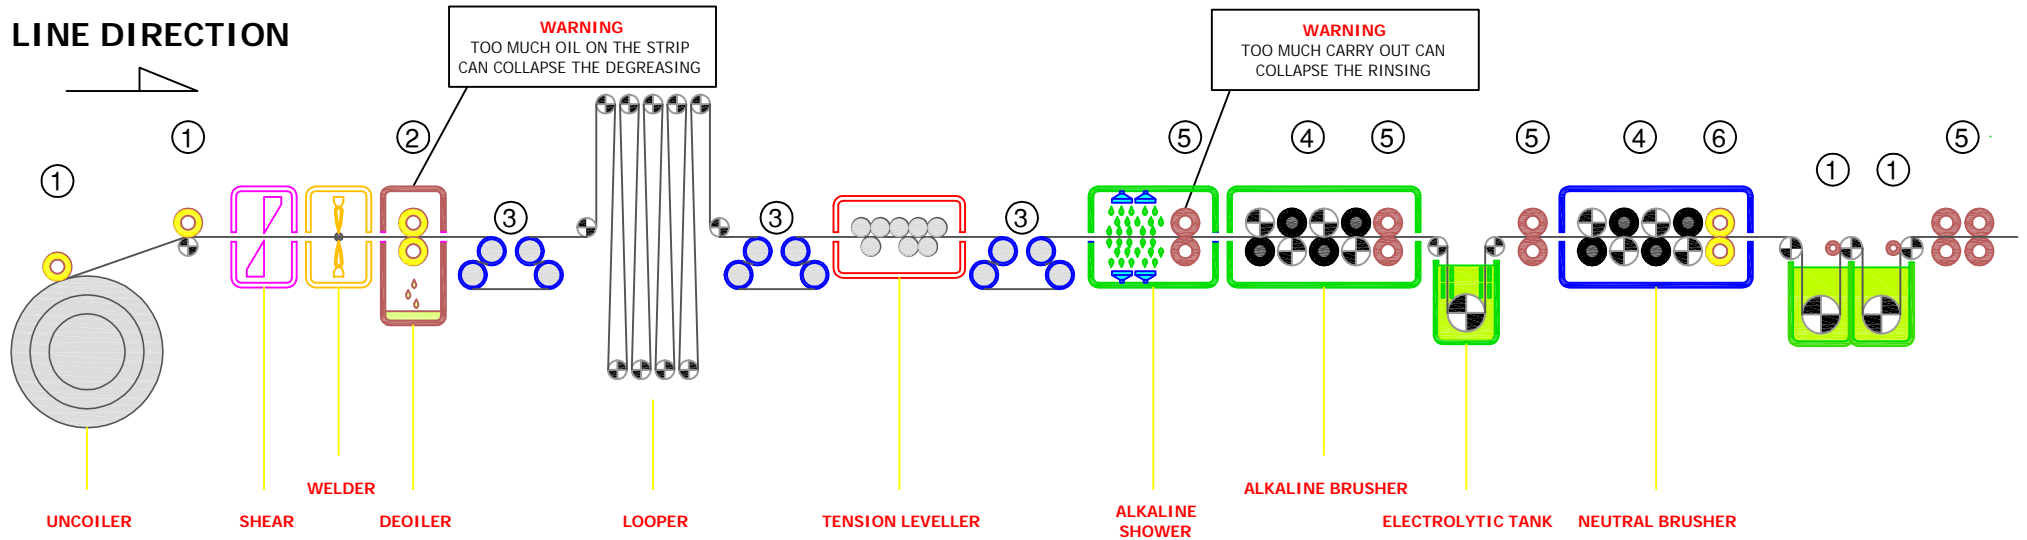 LINE DIRECTION
WARNING
TOO MUCH OIL ON THE STRIP
CAN COLLAPSE THE DEGREASING
WARNING
TOO MUCH CARRY OUT CAN
COLLAPSE THE RINSING
1
1
2
3
3
3
5
4
5
5
4
6
1
1
5
UNCOILER
SHEAR
WELDER
DEOILER
LOOPER
TENSION LEVELLER
ALKALINE
SHOWER
ALKALINE BRUSHER
ELECTROLYTIC TANK
NEUTRAL BRUSHER